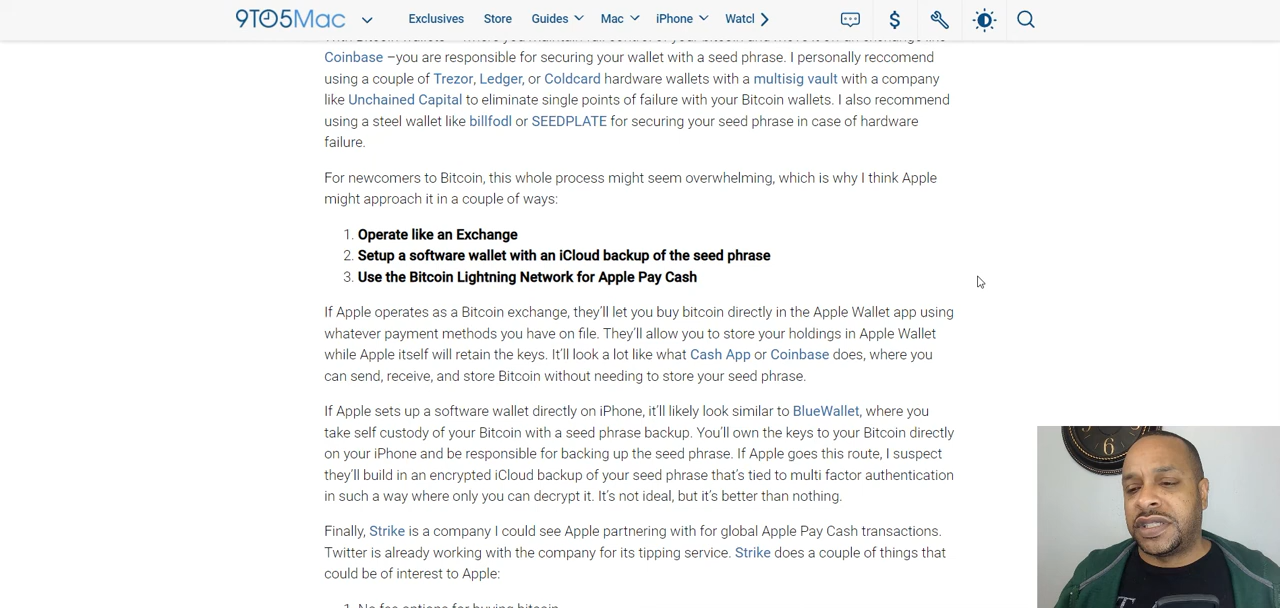 9TO5Mac Exclusives Store Guides Mac iPhone Watcl $
Coinbase –you are responsible for securing your wallet with a seed phrase. I personally reccomend
using a couple of Trezor, Ledger, or Coldcard hardware wallets with a multisig vault with a company
like Unchained Capital to eliminate single points of failure with your Bitcoin wallets. I also recommend
using a steel wallet like billfodl or SEEDPLATE for securing your seed phrase in case of hardware
failure.
For newcomers to Bitcoin, this whole process might seem overwhelming, which is why I think Apple
might approach it in a couple of ways:
1. Operate like an Exchange
2. Setup a software wallet with an iCloud backup of the seed phrase
3. Use the Bitcoin Lightning Network for Apple Pay Cash
If Apple operates as a Bitcoin exchange, they'll let you buy bitcoin directly in the Apple Wallet app using
whatever payment methods you have on file. They'll allow you to store your holdings in Apple Wallet
while Apple itself will retain the keys. It'll look a lot like what Cash App or Coinbase does, where you
can send, receive, and store Bitcoin without needing to store your seed phrase.
If Apple sets up a software wallet directly on iPhone, it'll likely look similar to BlueWallet, where you
take self custody of your Bitcoin with a seed phrase backup. You'll own the keys to your Bitcoin directly
on your iPhone and be responsible for backing up the seed phrase. If Apple goes this route, I suspect
they'll build in an encrypted iCloud backup of your seed phrase that's tied to multi factor authentication
in such a way where only you can decrypt it. It's not ideal, but it's better than nothing.
Finally, Strike is a company I could see Apple partnering with for global Apple Pay Cash transactions.
Twitter is already working with the company for its tipping service. Strike does a couple of things that
could be of interest to Apple:
1. No fee options for buying bitcoin
6